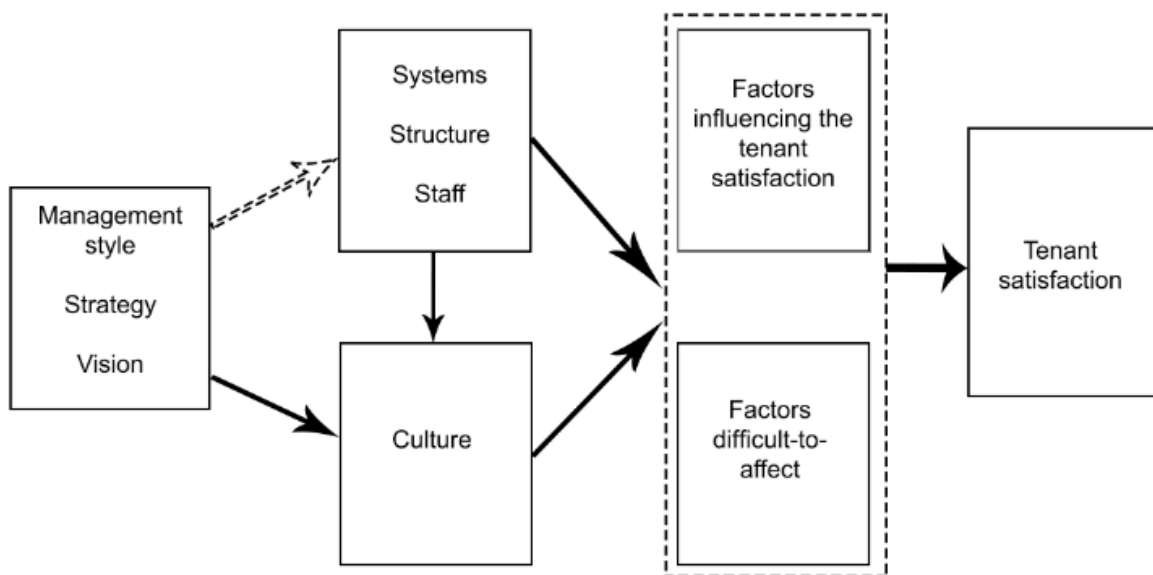 Management
style
Strategy
Vision
Systems
Structure
Staff
Culture
Factors
influencing the
tenant
satisfaction
Factors
difficult-to-
affect
Tenant
satisfaction